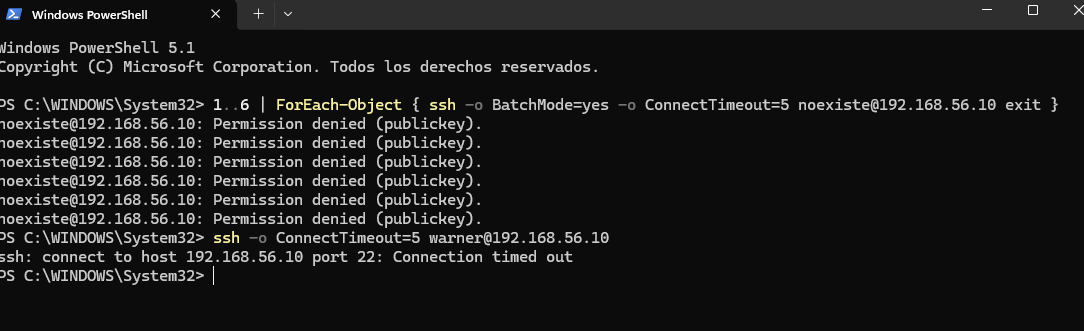 Windows PowerShell
Windows PowerShell 5.1
Copyright (C) Microsoft Corporation. Todos los derechos reservados.
PS C:\WINDOWS\System32> 1..6 | ForEach-Object { ssh -o BatchMode=yes -o ConnectTimeout=5 noexiste@192.168.56.10 exit }
noexiste@192.168.56.10: Permission denied (publickey).
noexiste@192.168.56.10: Permission denied (publickey).
noexiste@192.168.56.10: Permission denied (publickey).
noexiste@192.168.56.10: Permission denied (publickey).
noexiste@192.168.56.10: Permission denied (publickey).
noexiste@192.168.56.10: Permission denied (publickey).
PS C:\WINDOWS\System32> ssh -o ConnectTimeout=5 warner@192.168.56.10
ssh: connect to host 192.168.56.10 port 22: Connection timed out
PS C:\WINDOWS\System32>